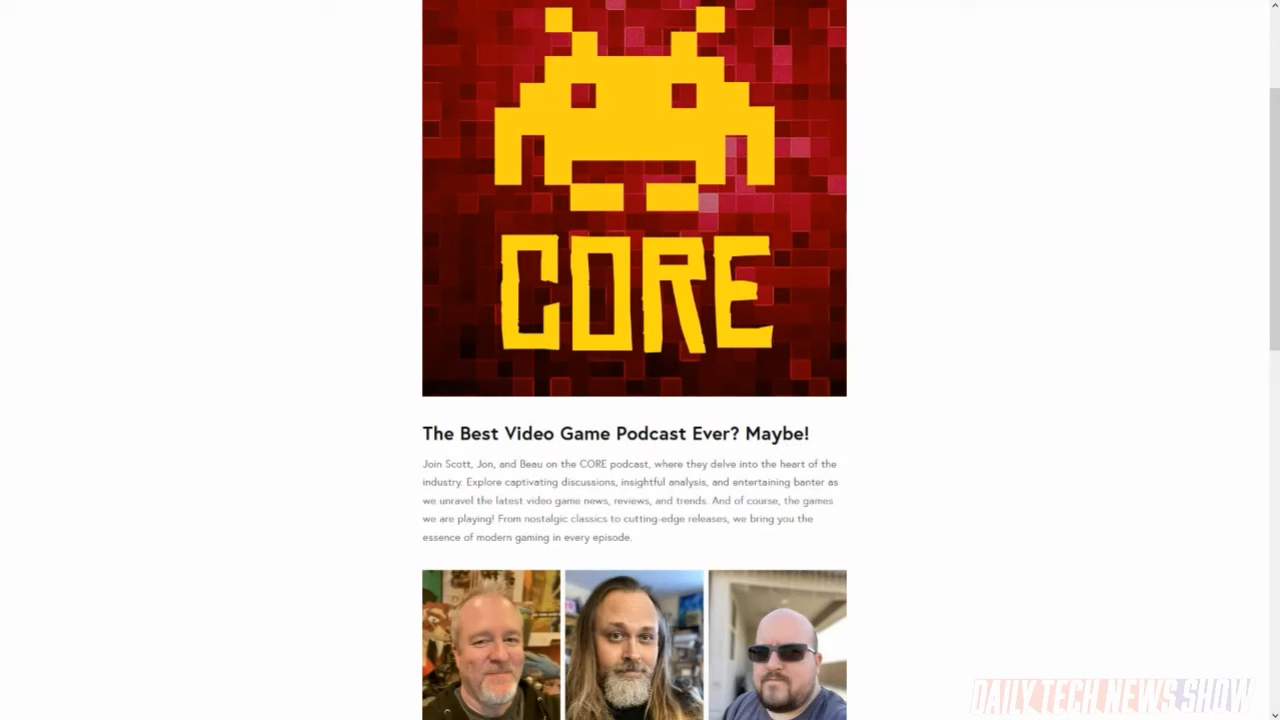 CORE
The Best Video Game Podcast Ever? Maybe!
Join Scott, Jon, and Beau on the CORE podcast, where they delve into the heart of the
industry. Explore captivating discussions, insightful analysis, and entertaining banter as
we unravel the latest video game news, reviews, and trends. And of course, the games
we are playing! From nostalgic classics to cutting-edge releases, we bring you the
essence of modern gaming in every episode.
DAILY TECH NEWS SHOW